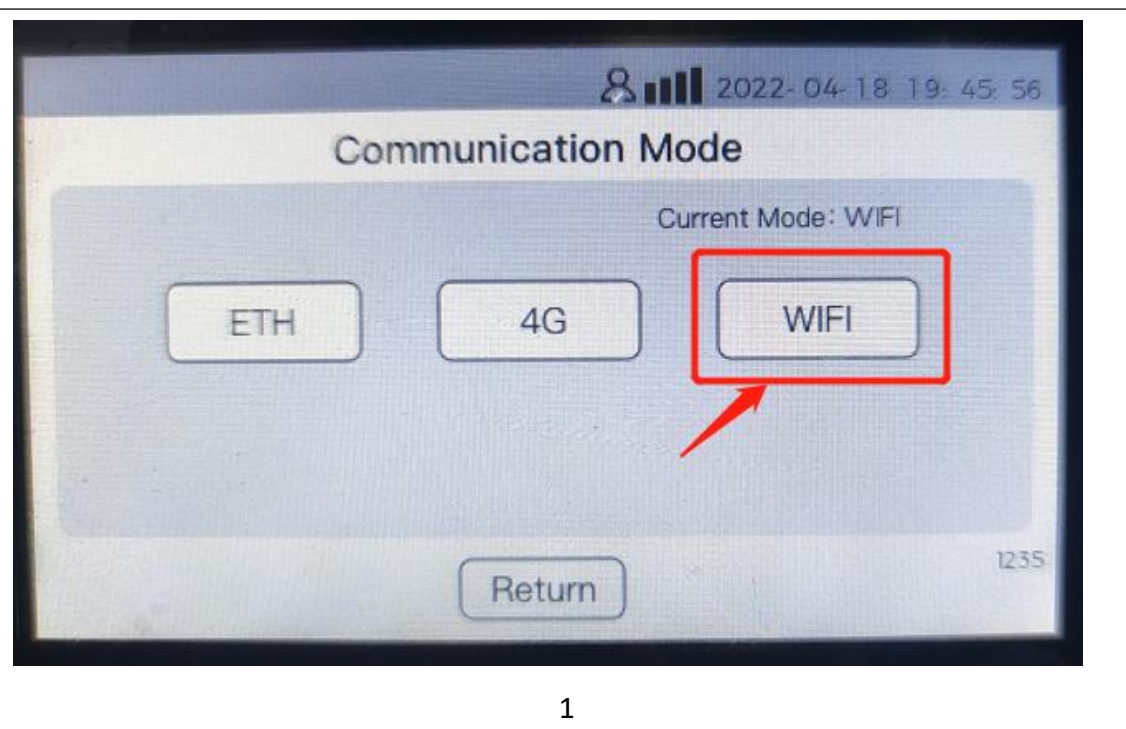 2022-04-18 19:45:56
Communication Mode
Current Mode: WIFI
ETH 4G WIFI
1235
Return
1